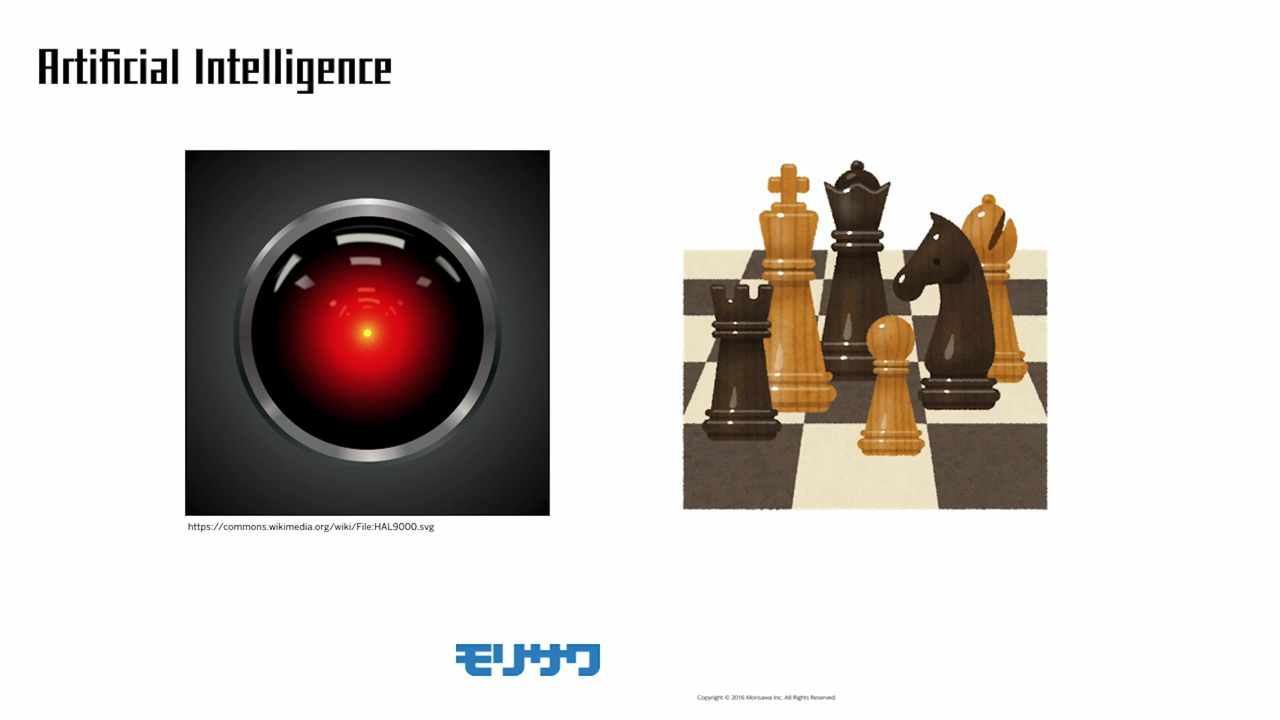 Artificial Intelligence
https://commons.wikimedia.org/wiki/File:HAL9000.svg
モリサワ
Copyright © 2016 Morisawa Inc. All Rights Reserved.